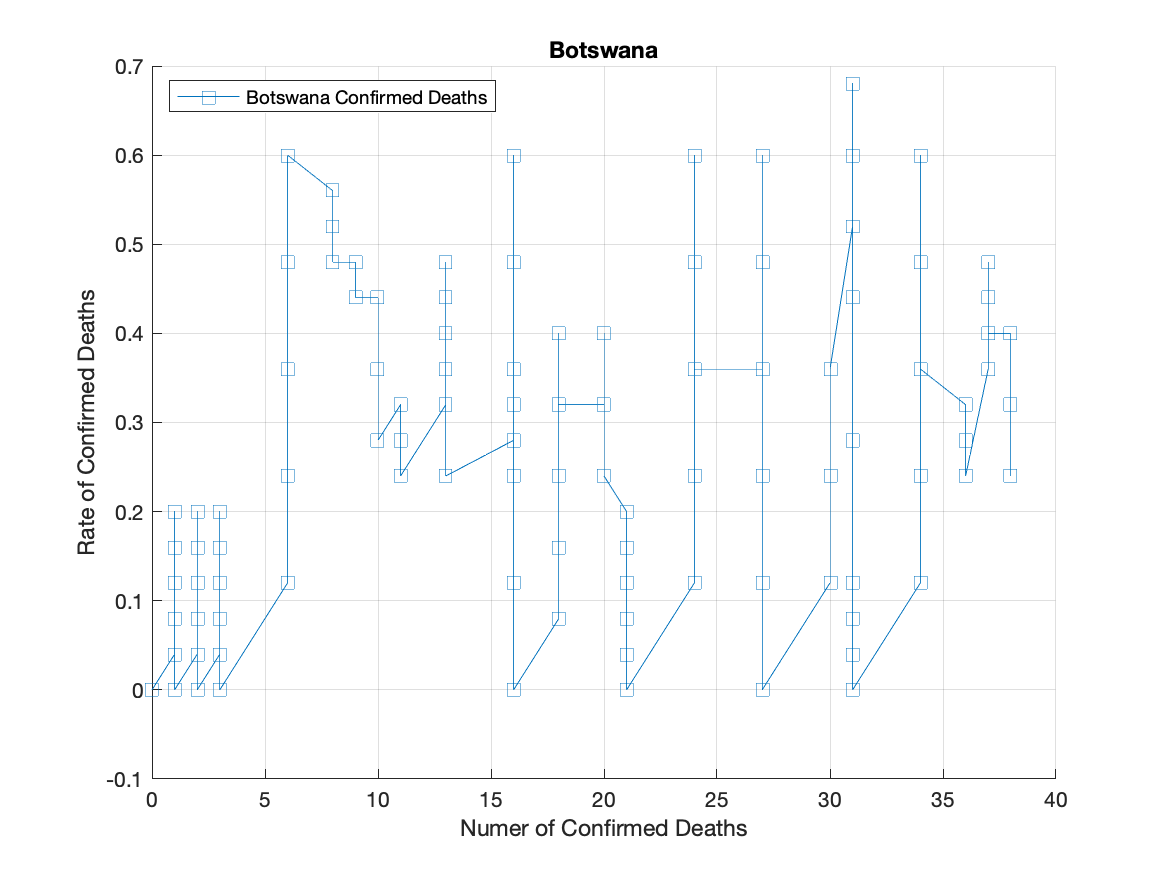 Botswana
Botswana Confirmed Deaths
0.7
0.6
0.5
0.4
0.3
0.2
0.1
0
-0.1
Rate of Confirmed Deaths
0 5 10 15 20 25 30 35 40
Numer of Confirmed Deaths